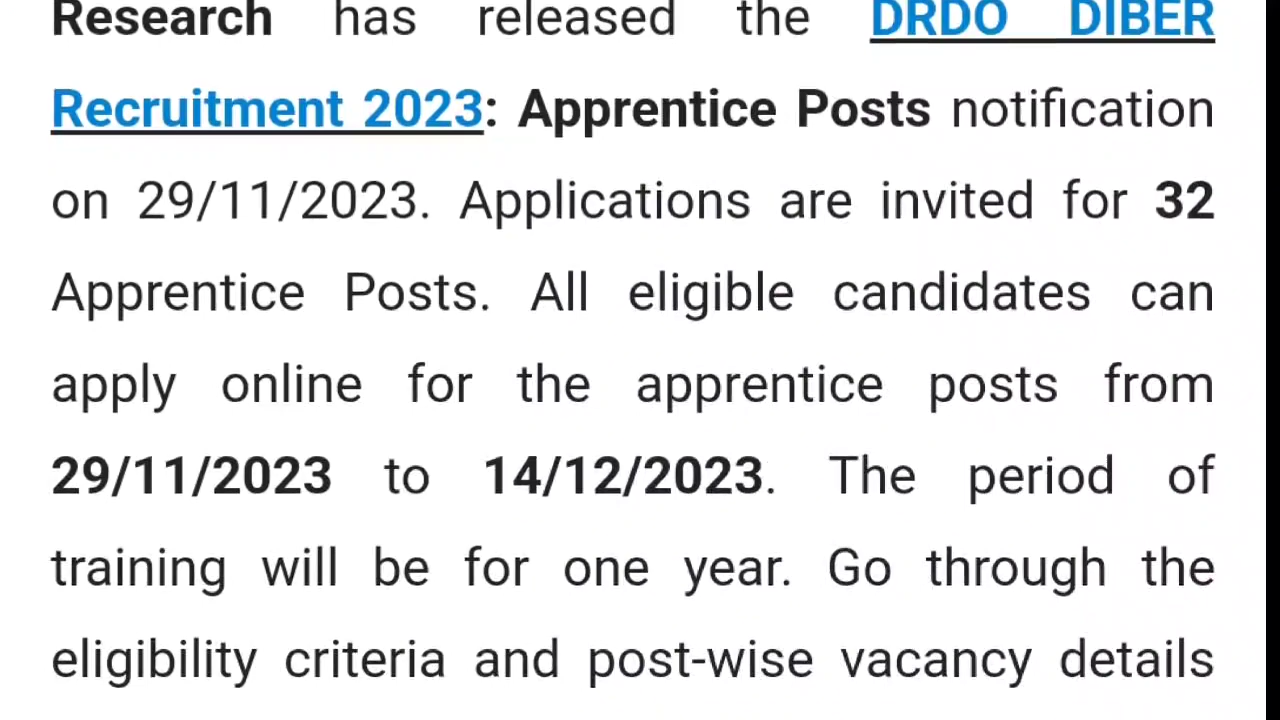 Research has released the DRDO DIBER
Recruitment 2023: Apprentice Posts notification
on 29/11/2023. Applications are invited for 32
Apprentice Posts. All eligible candidates can
apply online for the apprentice posts from
29/11/2023 to 14/12/2023. The period of
training will be for one year. Go through the
eligibility criteria and post-wise vacancy details